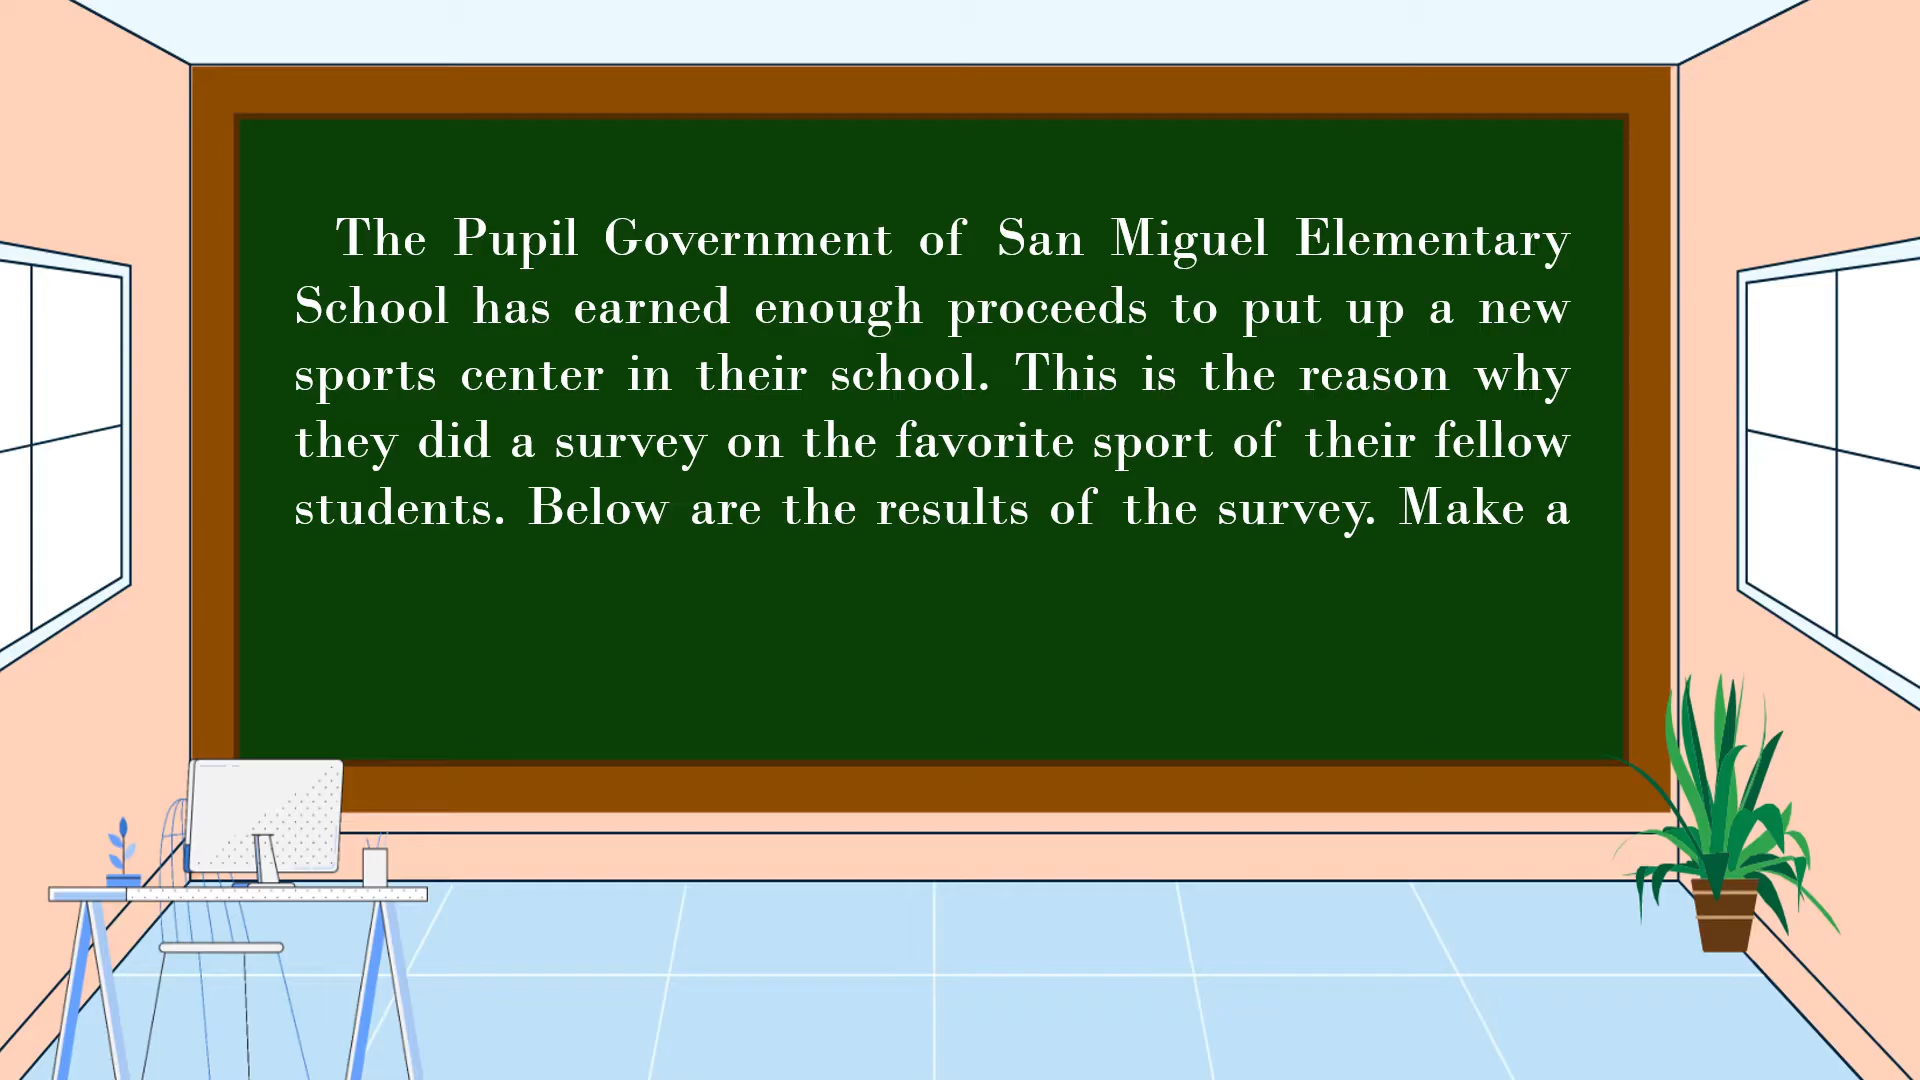 The Pupil Government of San Miguel Elementary
School has earned enough proceeds to put up a new
sports center in their school. This is the reason why
they did a survey on the favorite sport of their fellow
students. Below are the results of the survey. Make a